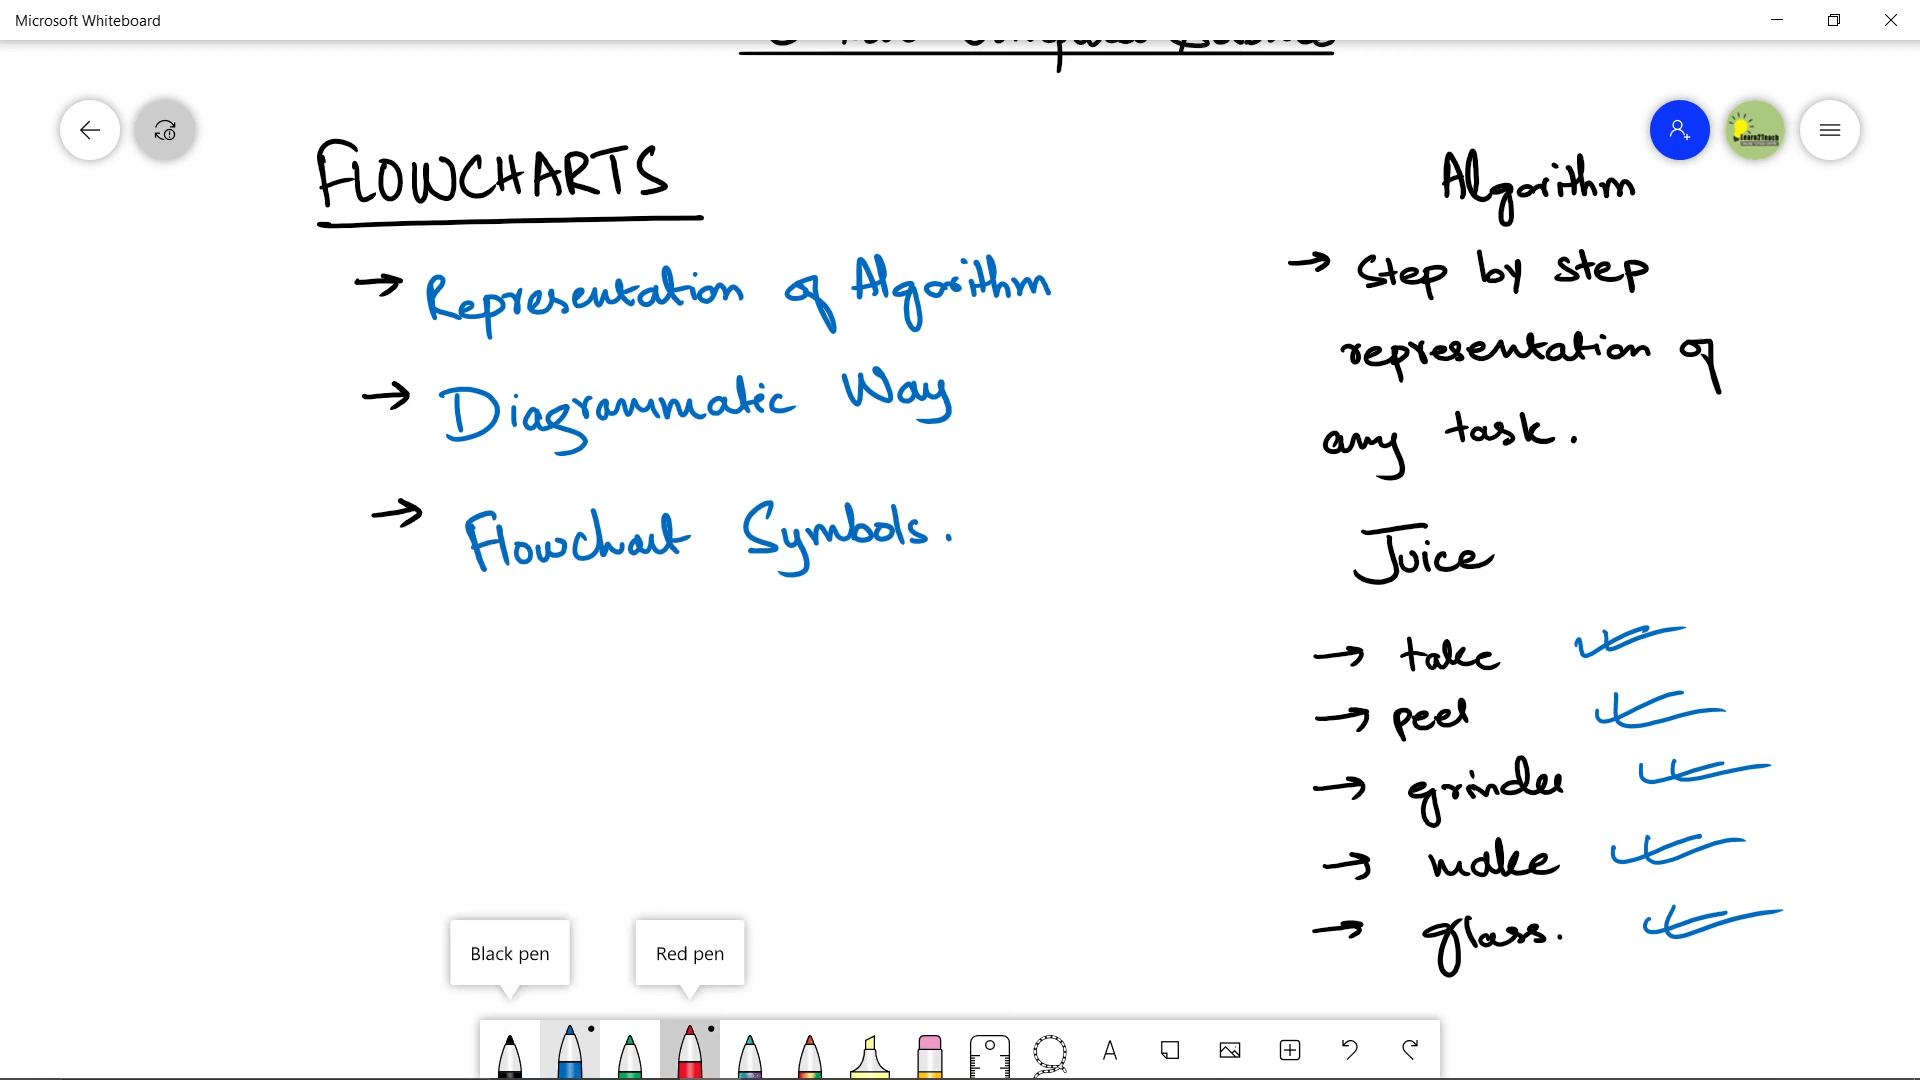 Microsoft Whiteboard
FLOWCHARTS
→ Representation of Algorithm
→ Diagrammatic Way
→ Flowchart Symbols.
Algorithm
→ Step by step
representation of
any task.
Juice
→ take
→ peel
→ grinder
→ make
→ glass.
Learn2Teach
Black pen
Red pen